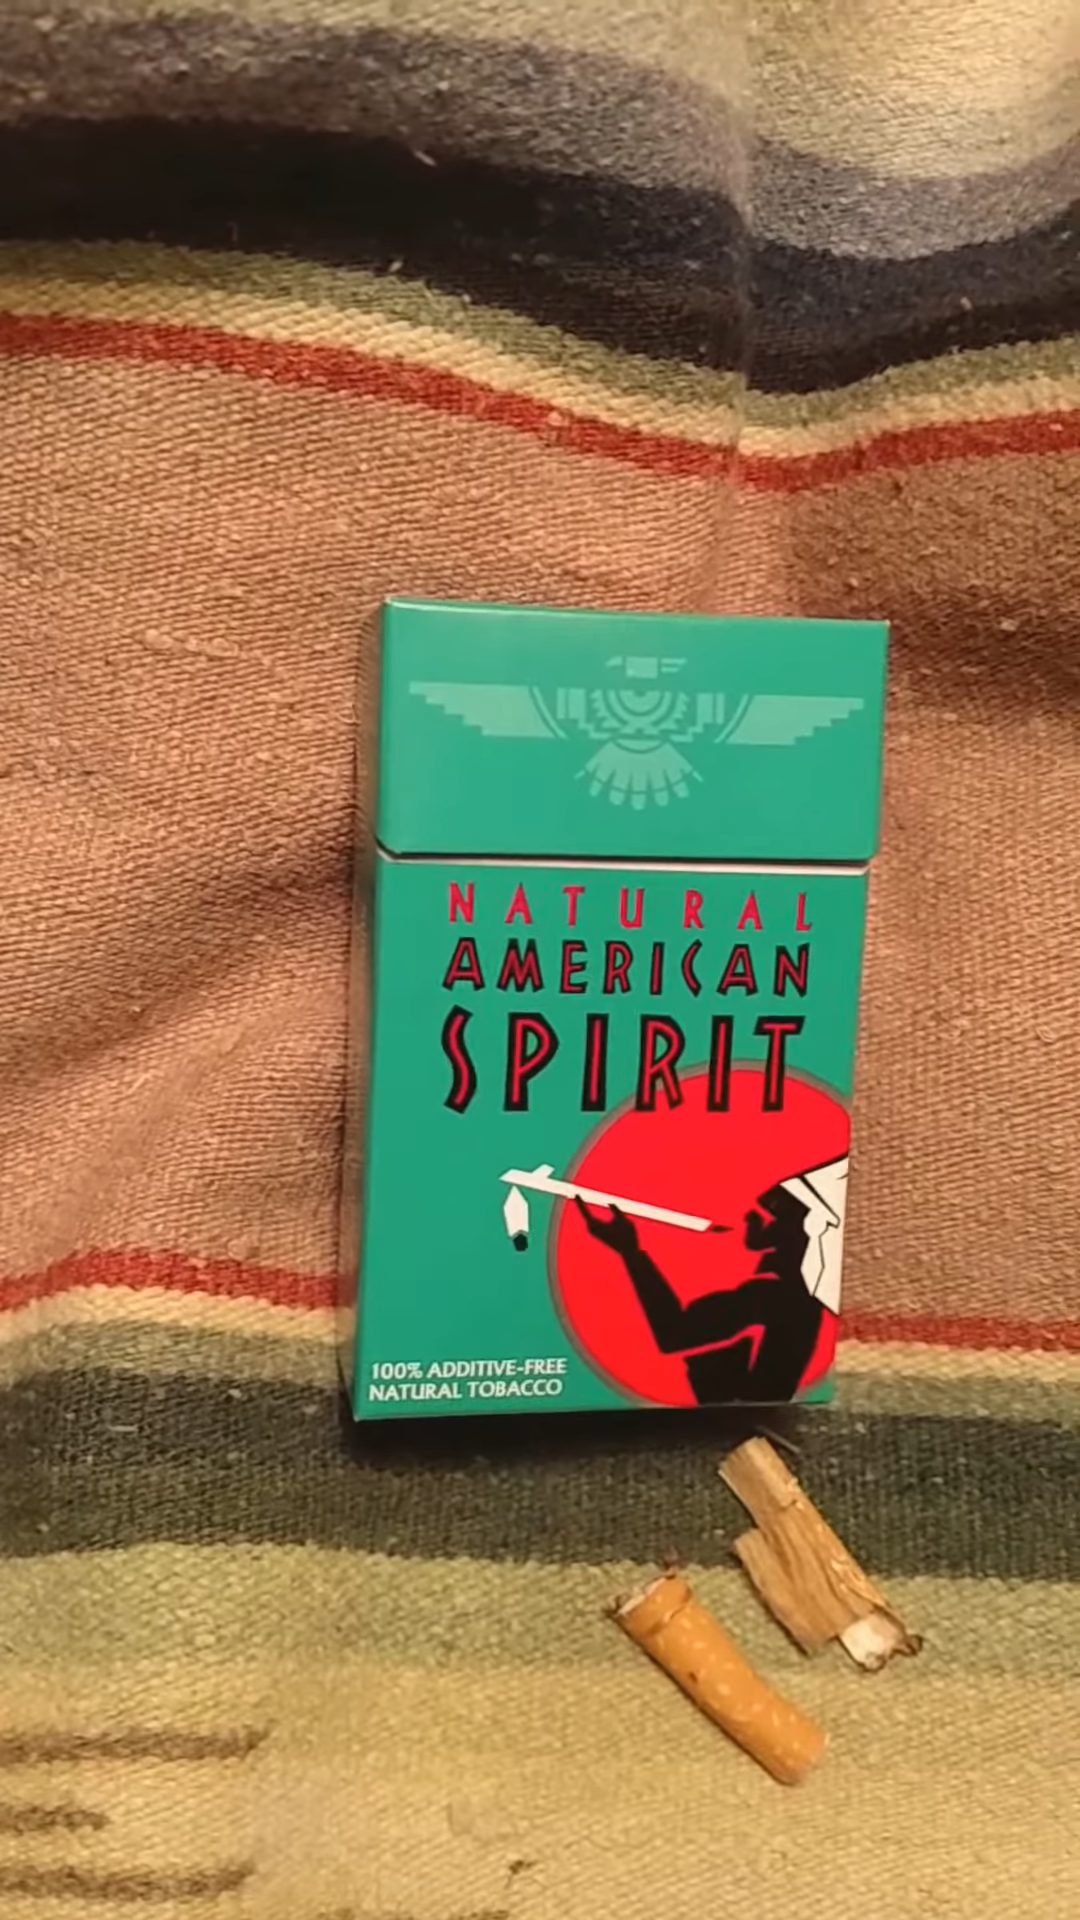 NATURAL
AMERICAN
SPIRIT
100% ADDITIVE-FREE
NATURAL TOBACCO